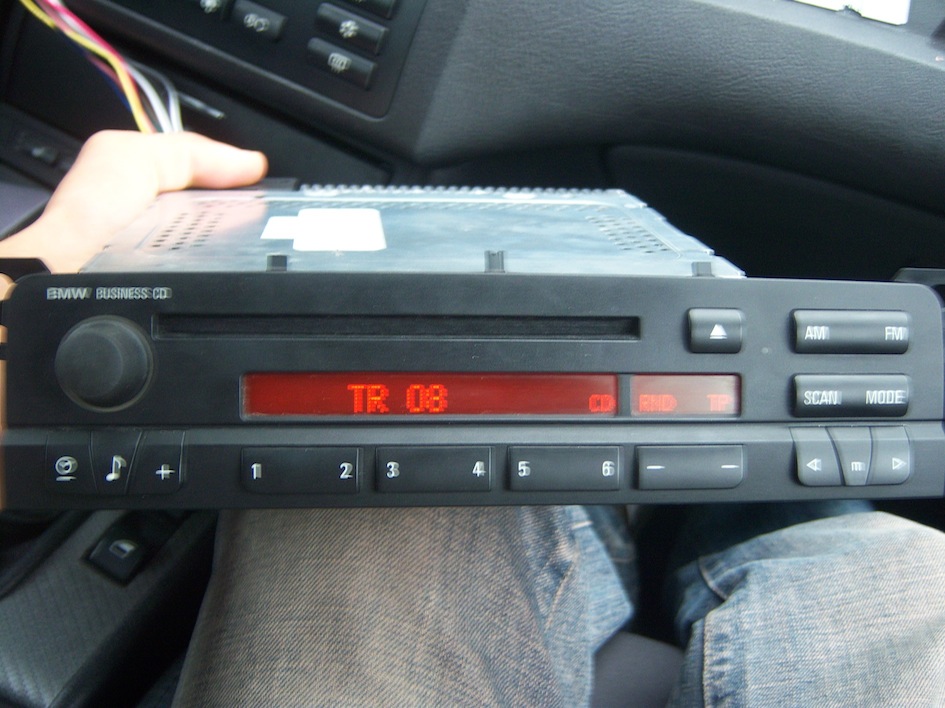 BMW BUSINESS CD
AM FM
TR 08 CD RND TP
SCAN MODE
+ 1 2 3 4 5 6 – – m